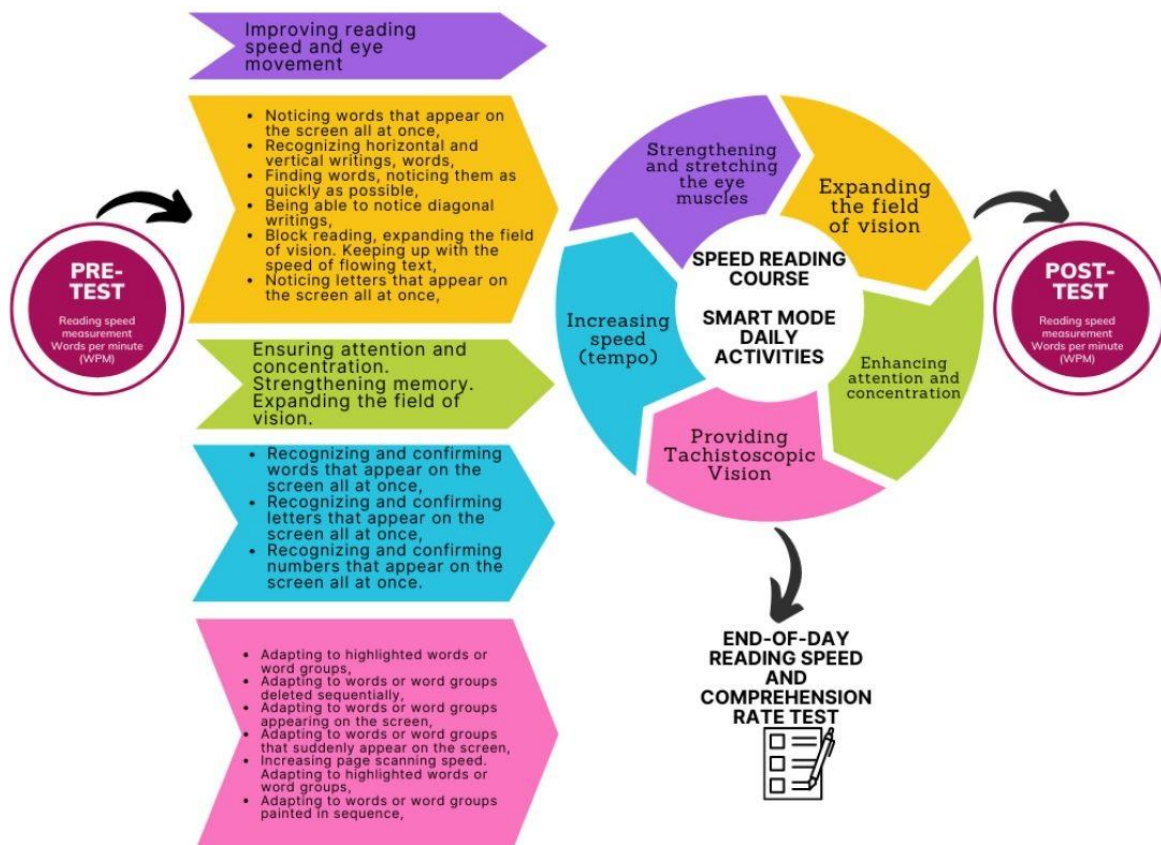 PRE-
TEST
Reading speed
measurement
Words per minute
(WPM)
Improving reading
speed and eye
movement
• Noticing words that appear on
the screen all at once,
• Recognizing horizontal and
vertical writings, words,
• Finding words, noticing them as
quickly as possible,
• Being able to notice diagonal
writings,
• Block reading, expanding the field
of vision. Keeping up with the
speed of flowing text,
• Noticing letters that appear on
the screen all at once,
Ensuring attention and
concentration.
Strengthening memory.
Expanding the field of
vision.
• Recognizing and confirming
words that appear on the
screen all at once,
• Recognizing and confirming
letters that appear on the
screen all at once,
• Recognizing and confirming
numbers that appear on the
screen all at once.
• Adapting to highlighted words or
word groups,
• Adapting to words or word groups
deleted sequentially,
• Adapting to words or word groups
appearing on the screen,
• Adapting to words or word groups
that suddenly appear on the screen,
• Increasing page scanning speed.
Adapting to highlighted words or
word groups,
• Adapting to words or word groups
painted in sequence,
Strengthening
and stretching
the eye
muscles
Expanding
the field
of vision
Enhancing
attention and
concentration
Providing
Tachistoscopic
Vision
Increasing
speed
(tempo)
SPEED READING
COURSE
SMART MODE
DAILY
ACTIVITIES
END-OF-DAY
READING SPEED
AND
COMPREHENSION
RATE TEST
POST-
TEST
Reading speed
measurement
Words per minute
(WPM)